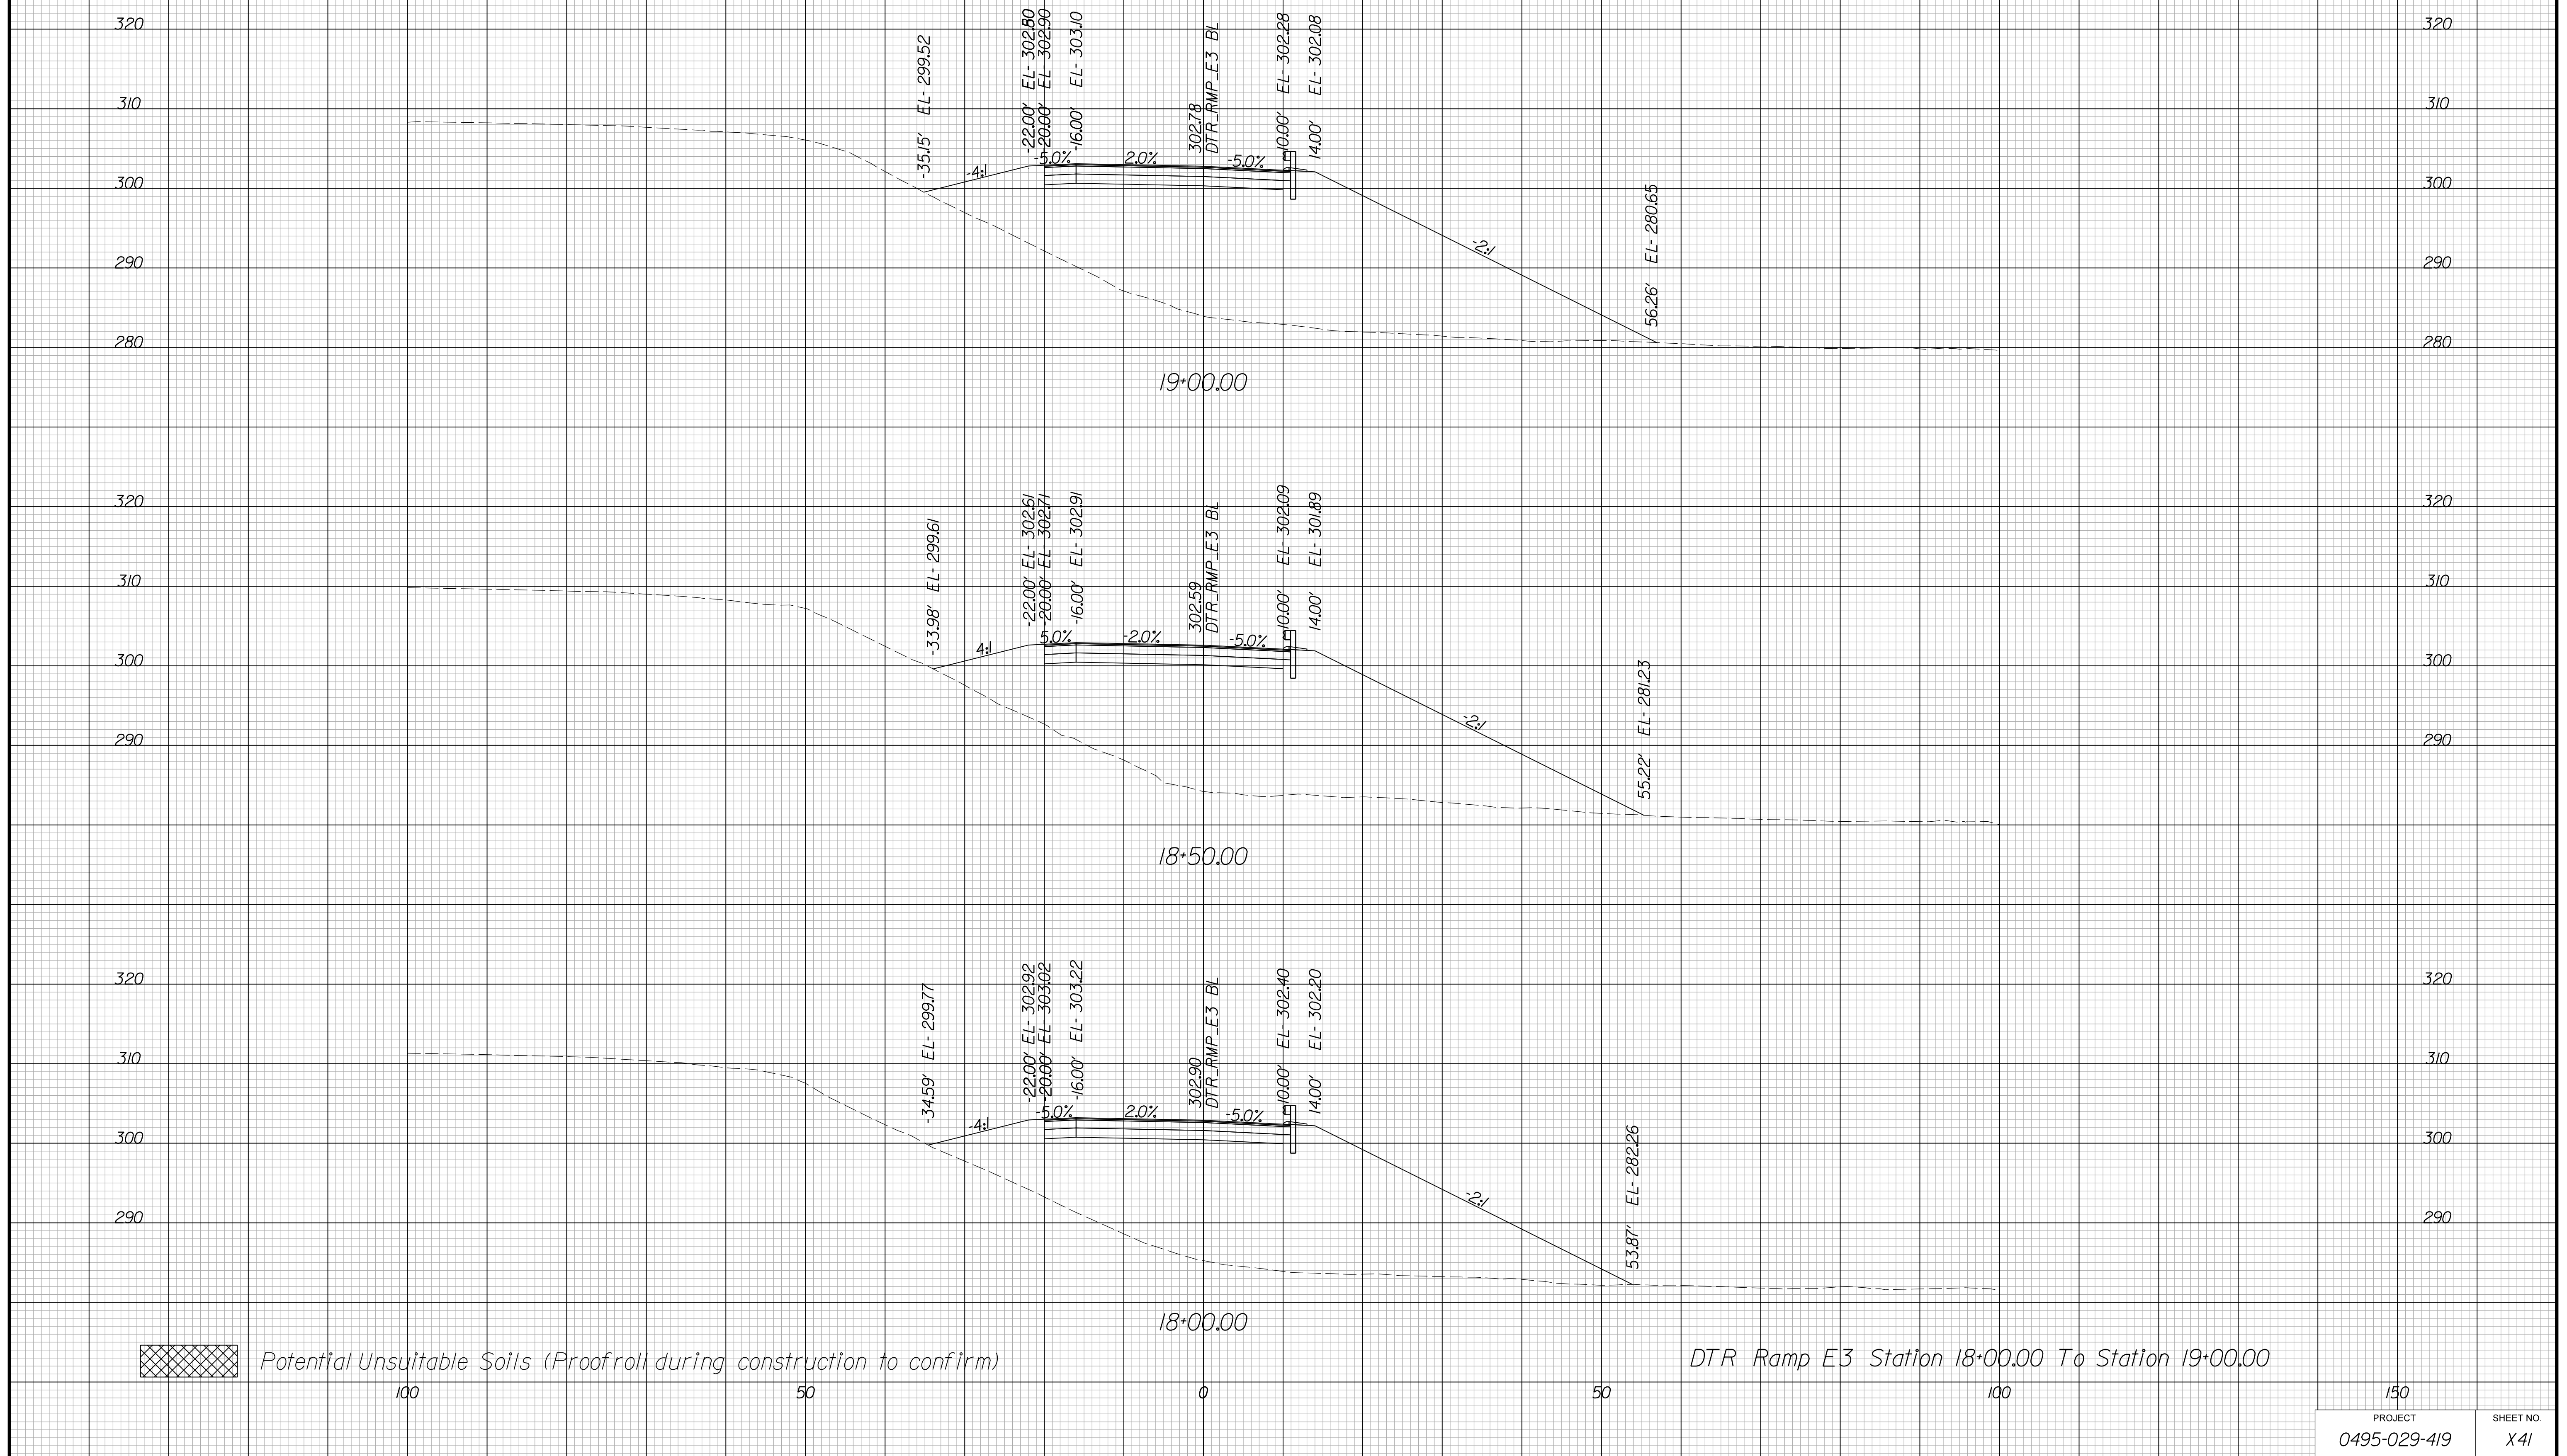 320 320
-35.15' EL- 299.52
-22.00' EL- 302.80
-20.00' EL- 302.90
-16.00' EL- 303.10
302.78
DTR_RMP_E3 BL
10.00' EL- 302.28
14.00' EL- 302.08
310 310
-4:1
-5.0%
2.0%
-5.0%
300 300
-2:1
56.26' EL- 280.65
290 290
280 280
19+00.00
320 320
-33.98' EL- 299.61
-22.00' EL- 302.61
-20.00' EL- 302.71
-16.00' EL- 302.91
302.59
DTR_RMP_E3 BL
10.00' EL- 302.09
14.00' EL- 301.89
310 310
4:1
5.0%
-2.0%
-5.0%
300 300
-2:1
55.22' EL- 281.23
290 290
18+50.00
320 320
-34.59' EL- 299.77
-22.00' EL- 302.92
-20.00' EL- 303.02
-16.00' EL- 303.22
302.90
DTR_RMP_E3 BL
10.00' EL- 302.40
14.00' EL- 302.20
310 310
-4:1
-5.0%
2.0%
-5.0%
300 300
-2:1
53.87' EL- 282.26
290 290
18+00.00
Potential Unsuitable Soils (Proofroll during construction to confirm)
DTR Ramp E3 Station 18+00.00 To Station 19+00.00
100 50 0 50 100 150
PROJECT SHEET NO.
0495-029-419 X41